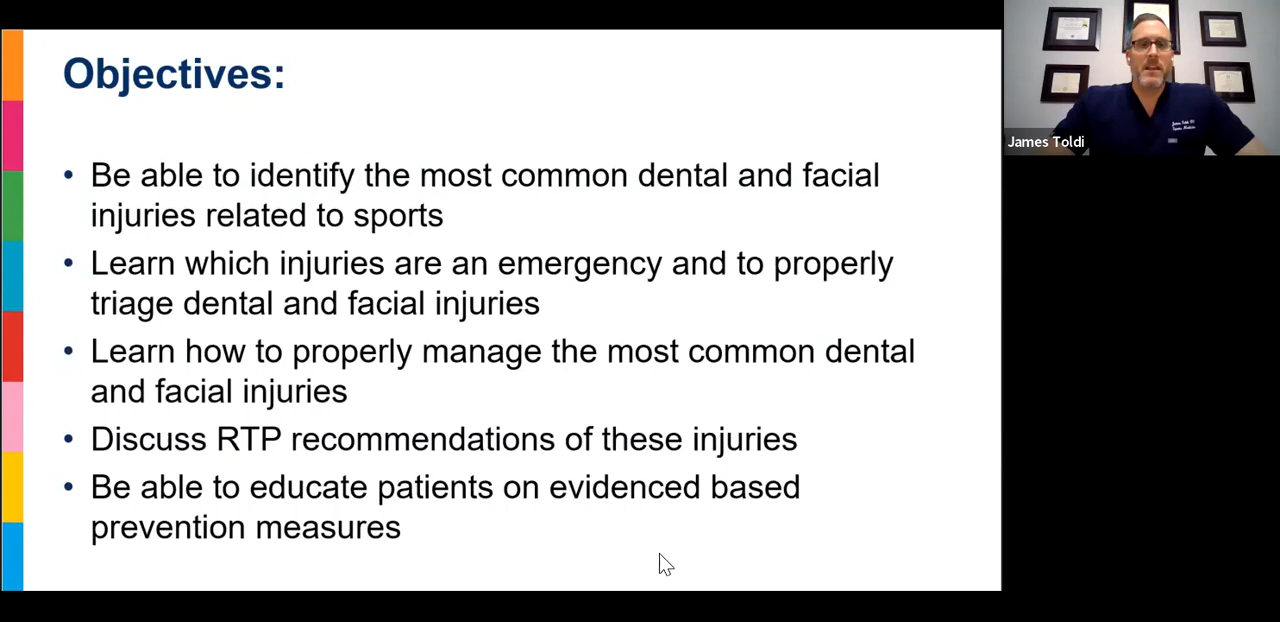 Objectives:
• Be able to identify the most common dental and facial
injuries related to sports
• Learn which injuries are an emergency and to properly
triage dental and facial injuries
• Learn how to properly manage the most common dental
and facial injuries
• Discuss RTP recommendations of these injuries
• Be able to educate patients on evidenced based
prevention measures
James Toldi